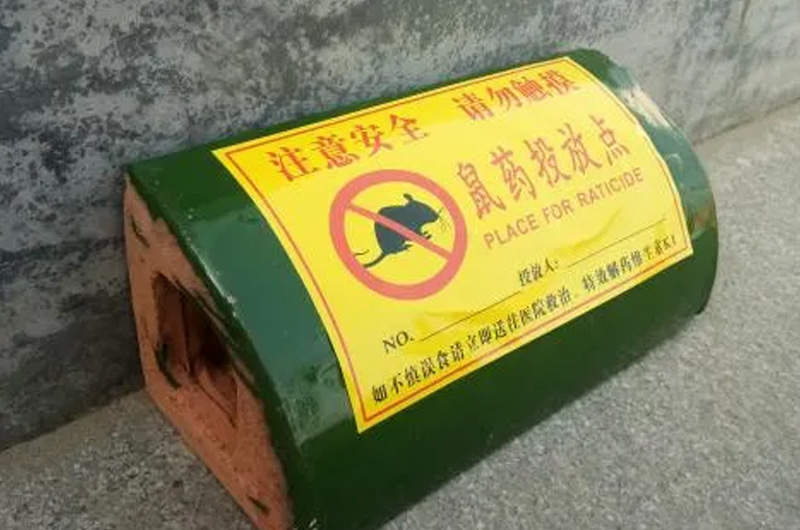 注意安全 请勿触摸
鼠药投放点
PLACE FOR RATICIDE
NO. 投放人:
如不慎误食请立即送往医院救治。特效解药维生素K1